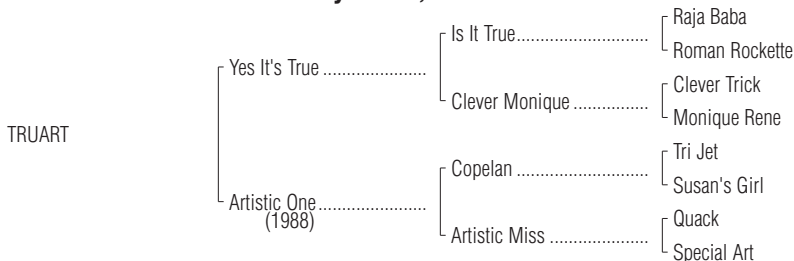 Raja Baba
Is It True
Roman Rockette
Yes It's True
Clever Trick
Clever Monique
Monique Rene
TRUART
Tri Jet
Copelan
Susan's Girl
Artistic One
(1988)
Quack
Artistic Miss
Special Art